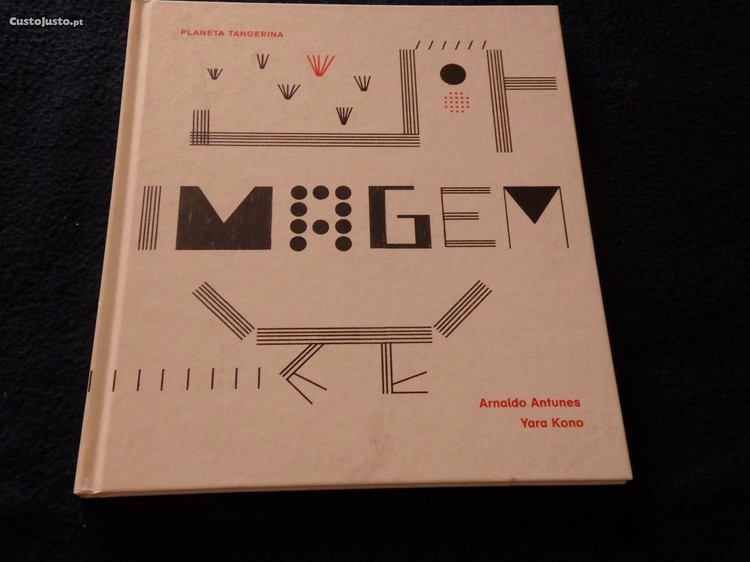 CustoJusto.pt
PLANETA TANGERINA
IMAGEM
Arnaldo Antunes
Yara Kono